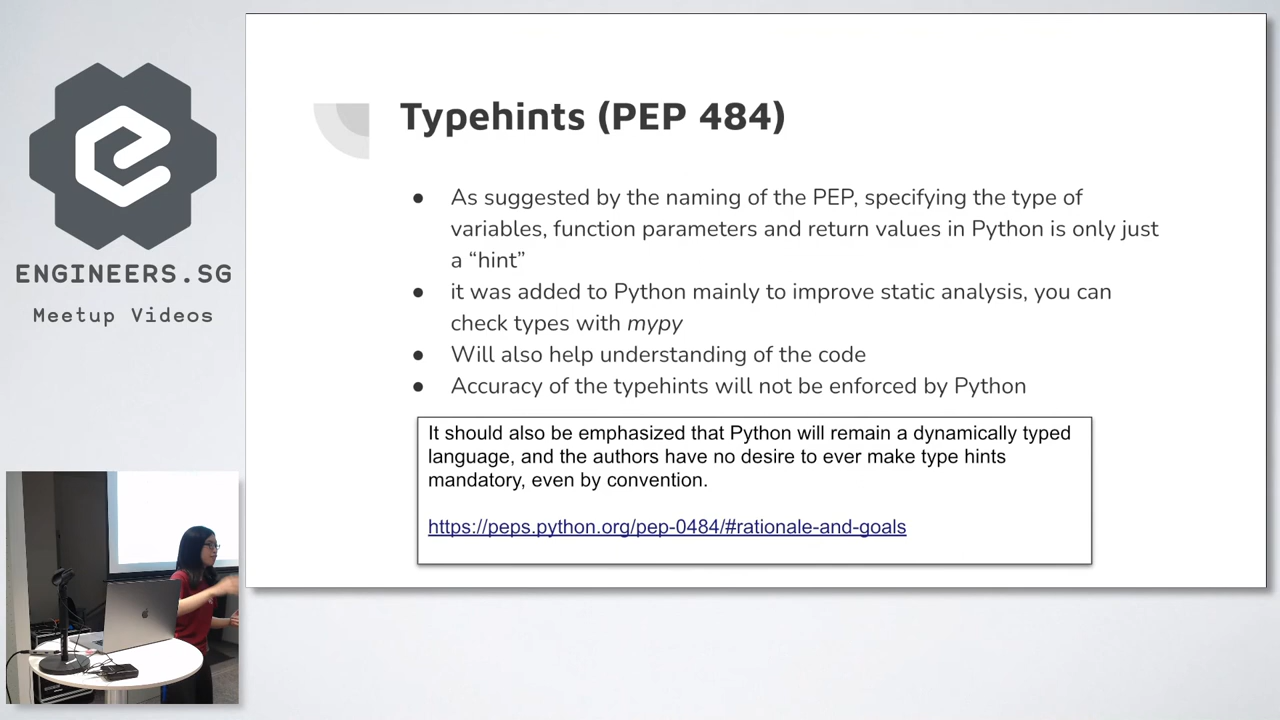 ENGINEERS.SG
Meetup Videos
Typehints (PEP 484)
● As suggested by the naming of the PEP, specifying the type of
variables, function parameters and return values in Python is only just
a “hint”
● it was added to Python mainly to improve static analysis, you can
check types with mypy
● Will also help understanding of the code
● Accuracy of the typehints will not be enforced by Python
It should also be emphasized that Python will remain a dynamically typed
language, and the authors have no desire to ever make type hints
mandatory, even by convention.
https://peps.python.org/pep-0484/#rationale-and-goals